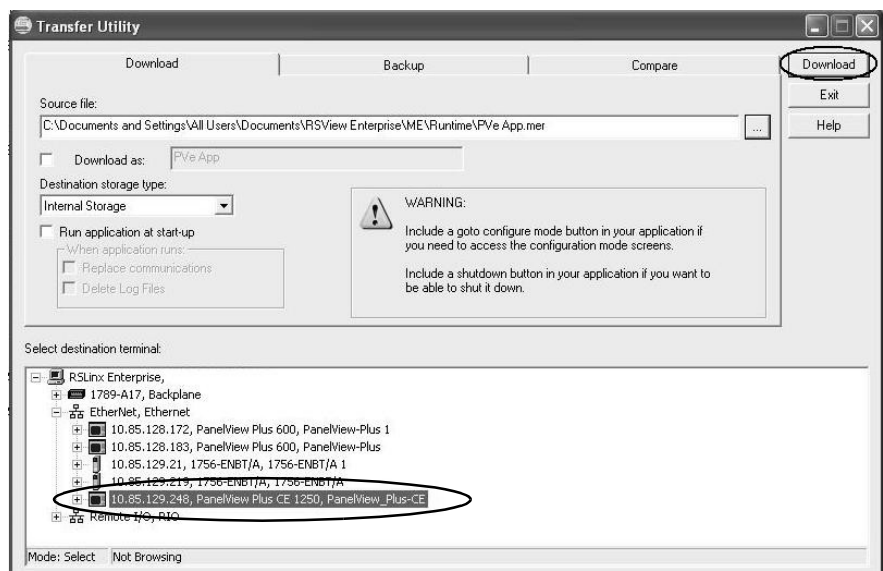 Transfer Utility
Download
Backup
Compare
Download
Exit
Help
Source file:
C:\Documents and Settings\All Users\Documents\RSView Enterprise\ME\Runtime\PVe App.mer
...
Download as:
PVe App
Destination storage type:
Internal Storage
Run application at start-up
When application runs:
Replace communications
Delete Log Files
WARNING:
Include a goto configure mode button in your application if
you need to access the configuration mode screens.
Include a shutdown button in your application if you want to
be able to shut it down.
Select destination terminal:
RSLinx Enterprise,
1789-A17, Backplane
EtherNet, Ethernet
10.85.128.172, PanelView Plus 600, PanelView-Plus 1
10.85.128.183, PanelView Plus 600, PanelView-Plus
10.85.129.21, 1756-ENBT/A, 1756-ENBT/A 1
10.85.129.219, 1756-ENBT/A, 1756-ENBT/A
10.85.129.248, PanelView Plus CE 1250, PanelView_Plus-CE
Remote I/O, RIO
Mode: Select
Not Browsing